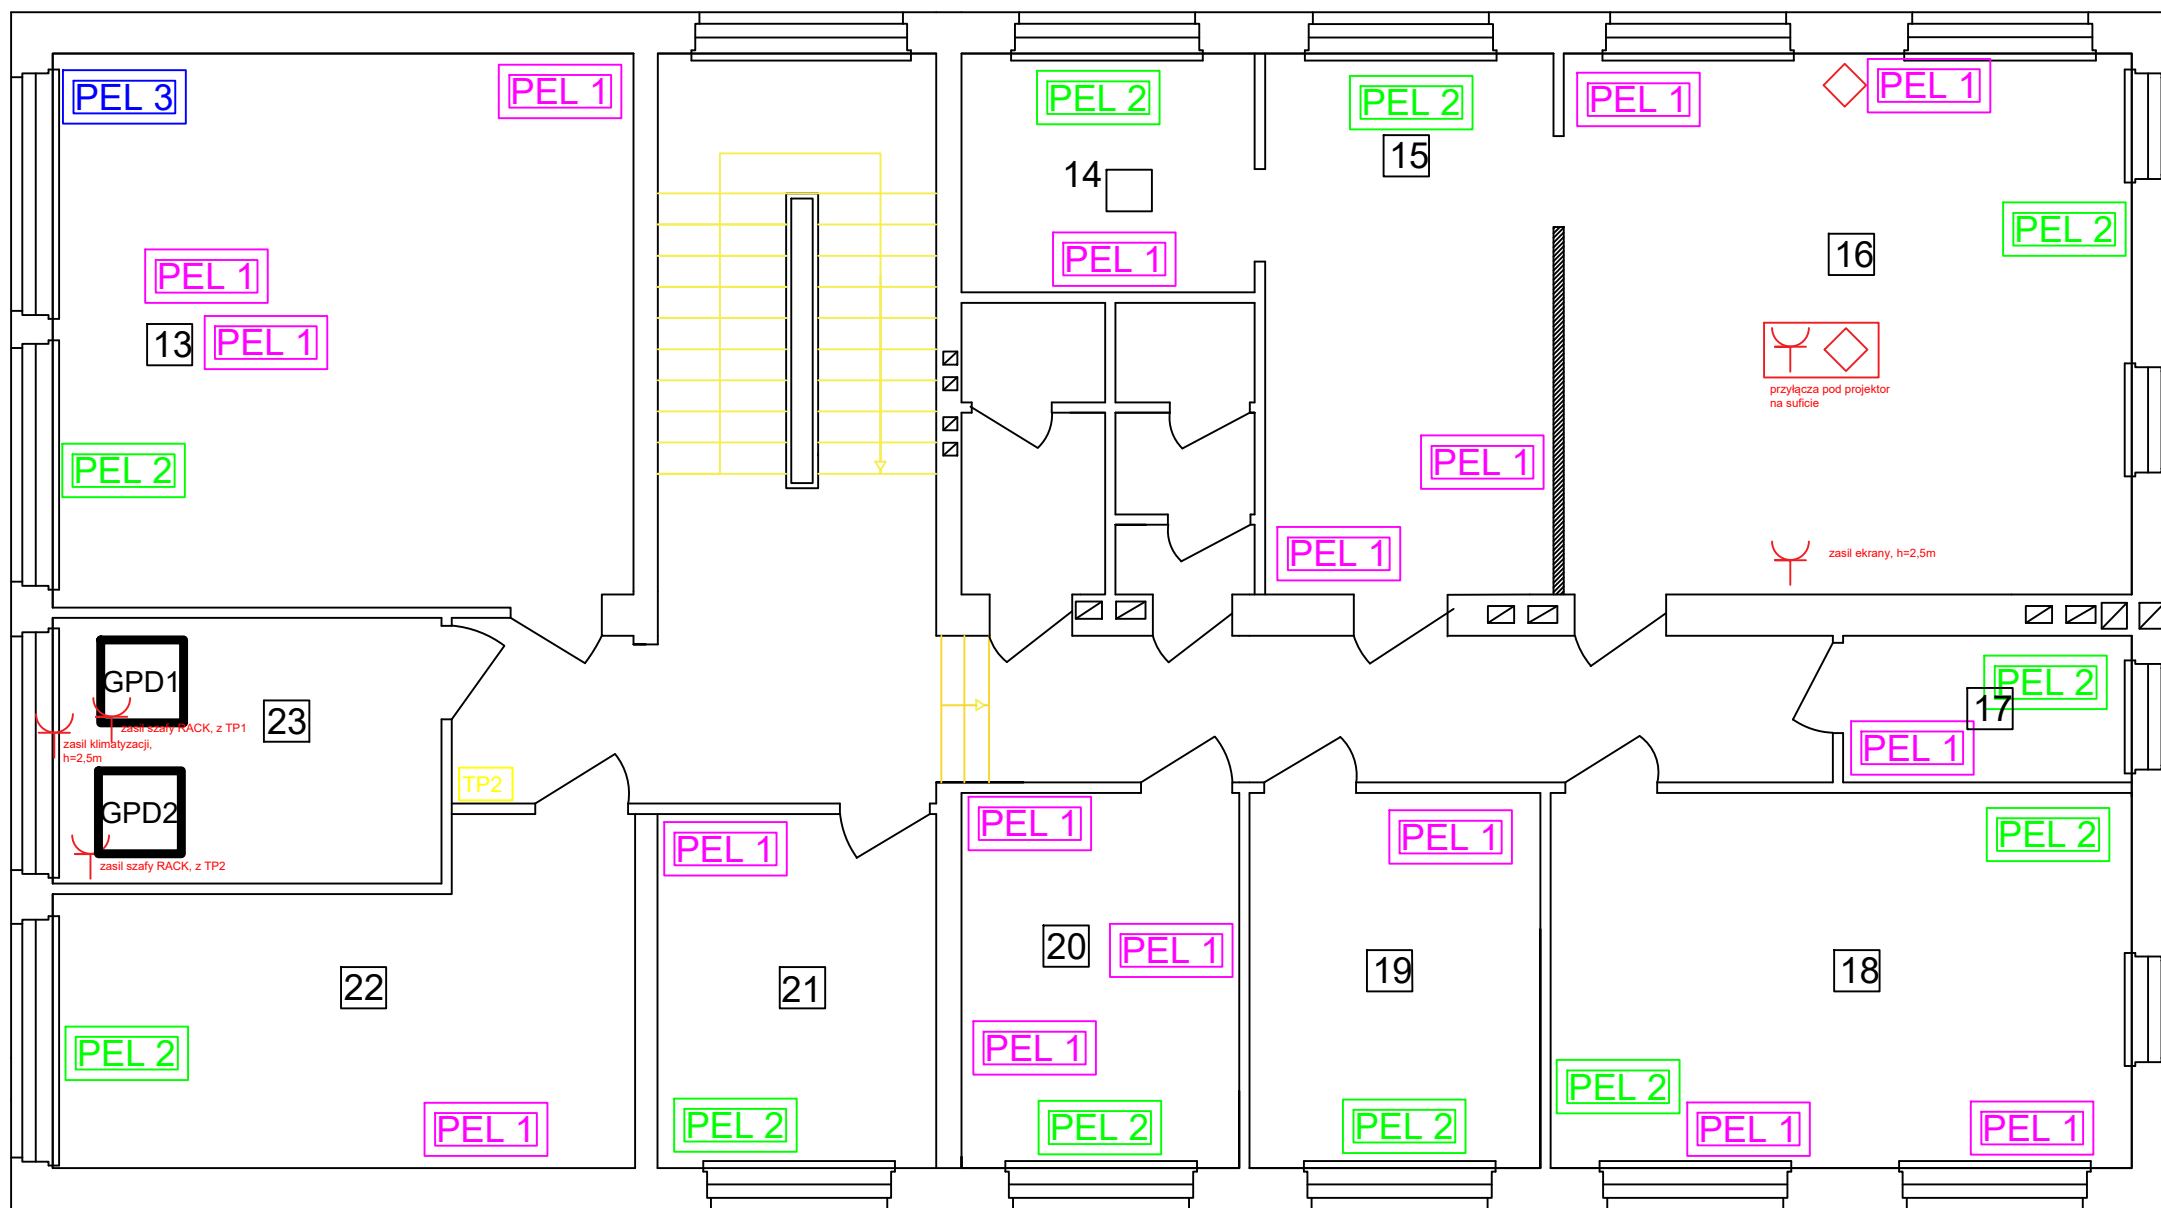 PEL 3
PEL 1
PEL 2
PEL 2
PEL 1
PEL 1
15
14
PEL 2
PEL 1
16
PEL 1
13
PEL 1
przyłącza pod projektor
na suficie
PEL 1
PEL 2
PEL 1
zasil ekrany, h=2,5m
GPD1
23
zasil szafy RACK, z TP1
zasil klimatyzacji,
h=2,5m
PEL 2
17
PEL 1
TP2
GPD2
zasil szafy RACK, z TP2
PEL 1
PEL 1
PEL 1
PEL 2
20
PEL 1
19
18
22
21
PEL 2
PEL 1
PEL 2
PEL 1
PEL 2
PEL 2
PEL 2
PEL 1
PEL 1